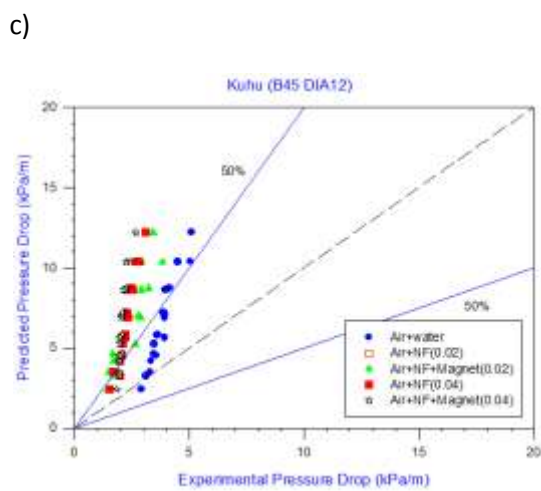 c)
Kuhu (B45 DIA12)
20
15
10
5
0
0
5
10
15
20
50%
50%
Predicted Pressure Drop (kPa/m)
Experimental Pressure Drop (kPa/m)
Air+water
Air+NF(0.02)
Air+NF+Magnet(0.02)
Air+NF(0.04)
Air+NF+Magnet(0.04)